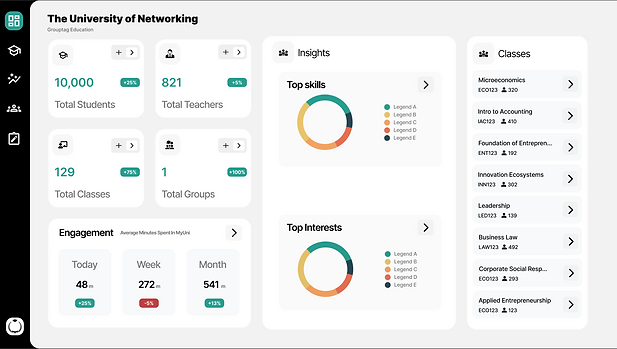 The University of Networking
Grouptag Education
10,000
+25%
Total Students
821
+5%
Total Teachers
129
+75%
Total Classes
1
+100%
Total Groups
Engagement
Average Minutes Spent In MyUni
Today
48 m
+25%
Week
272 m
-5%
Month
541 m
+13%
Insights
Top skills
Legend A
Legend B
Legend C
Legend D
Legend E
Top Interests
Legend A
Legend B
Legend C
Legend D
Legend E
Classes
Microeconomics
ECO123 320
Intro to Accounting
IAC123 410
Foundation of Entrepren...
ENT123 192
Innovation Ecosystems
INN123 302
Leadership
LED123 139
Business Law
LAW123 492
Corporate Social Resp...
ECO123 293
Applied Entrepreneurship
ECO123 123